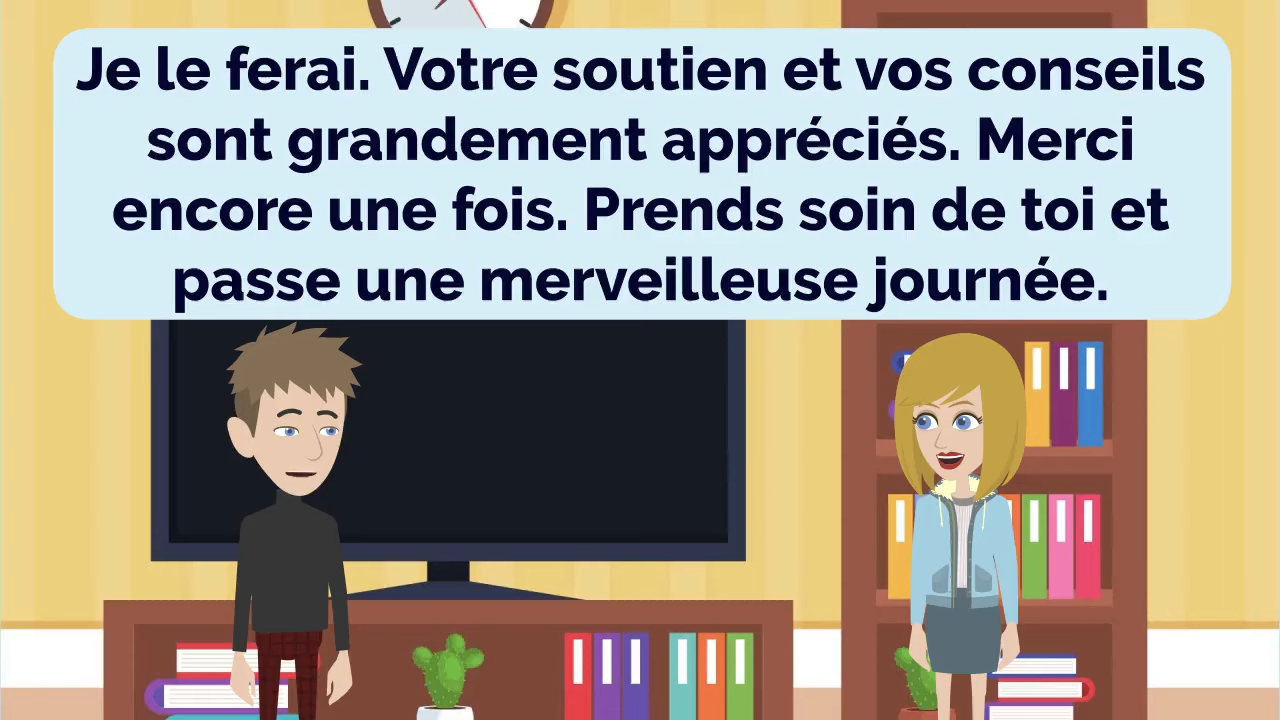 Je le ferai. Votre soutien et vos conseils
sont grandement appréciés. Merci
encore une fois. Prends soin de toi et
passe une merveilleuse journée.